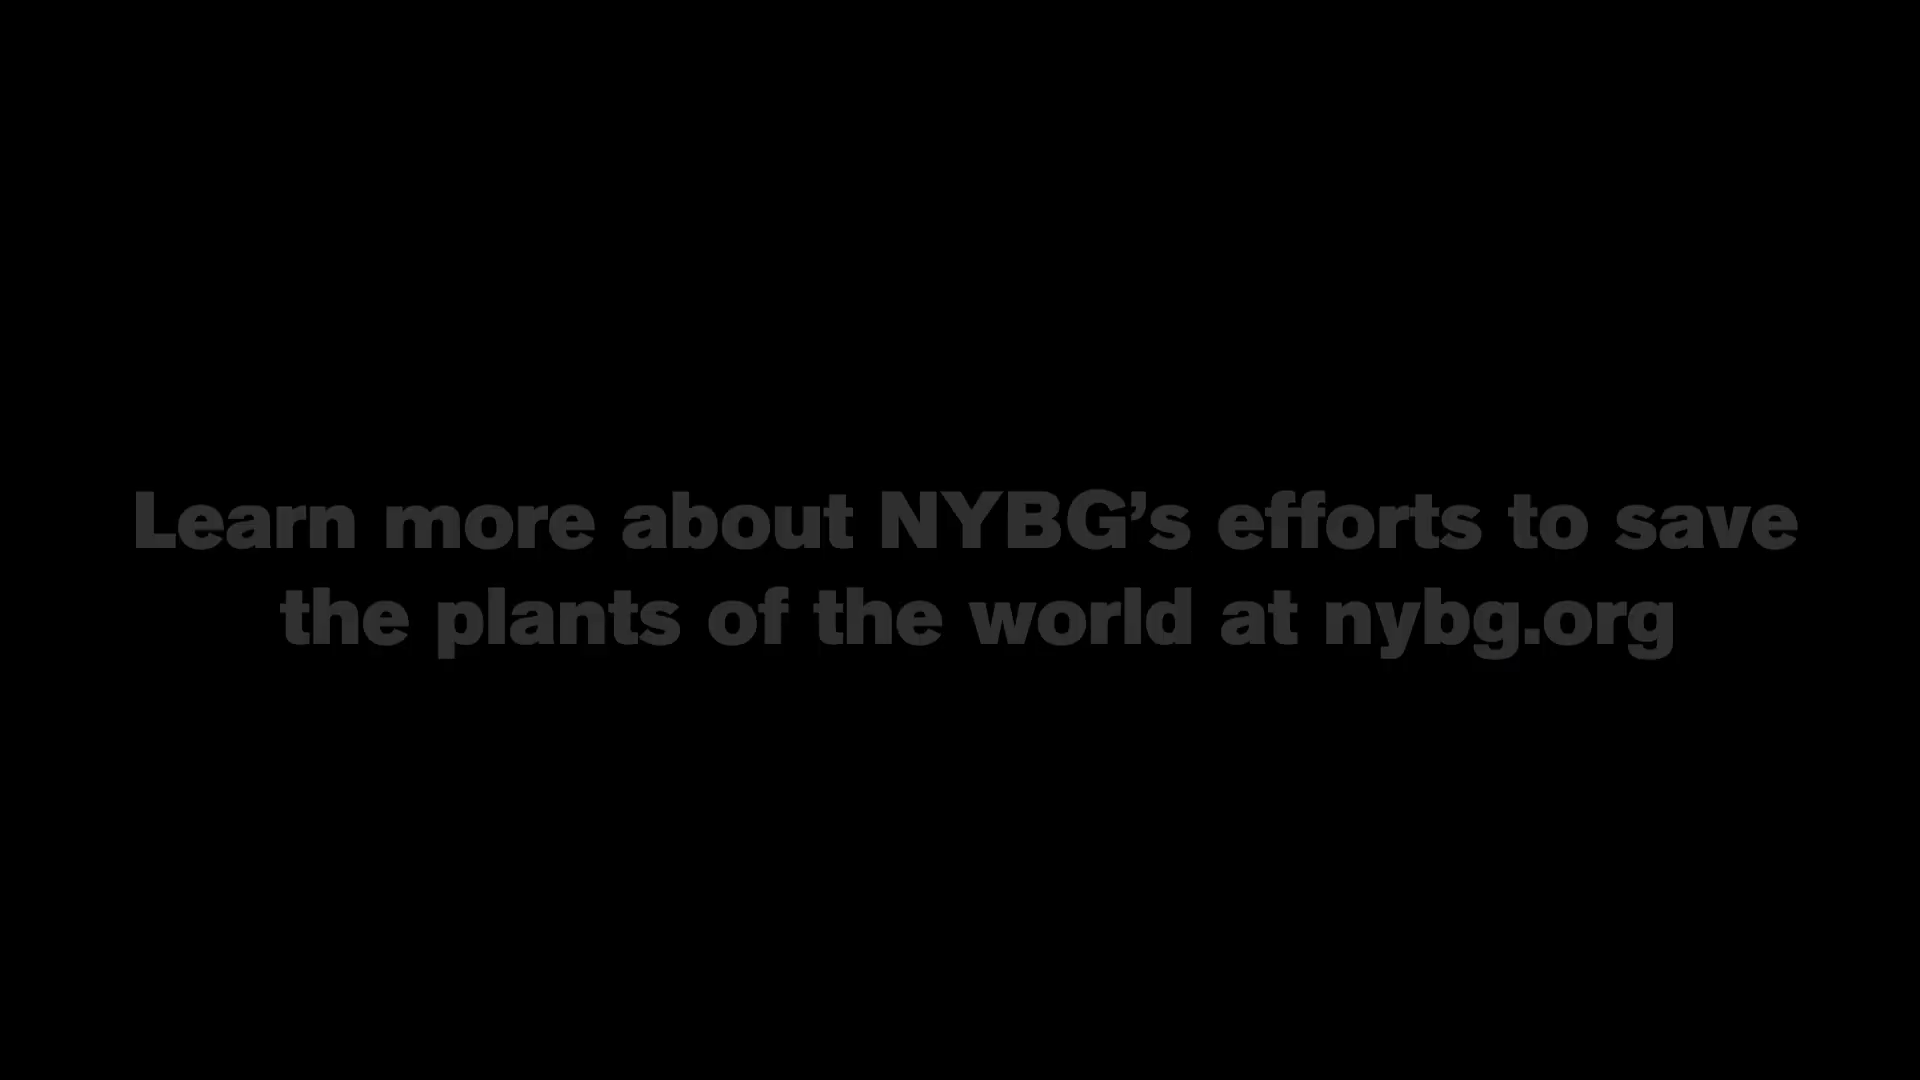 Learn more about NYBG’s efforts to save
the plants of the world at nybg.org